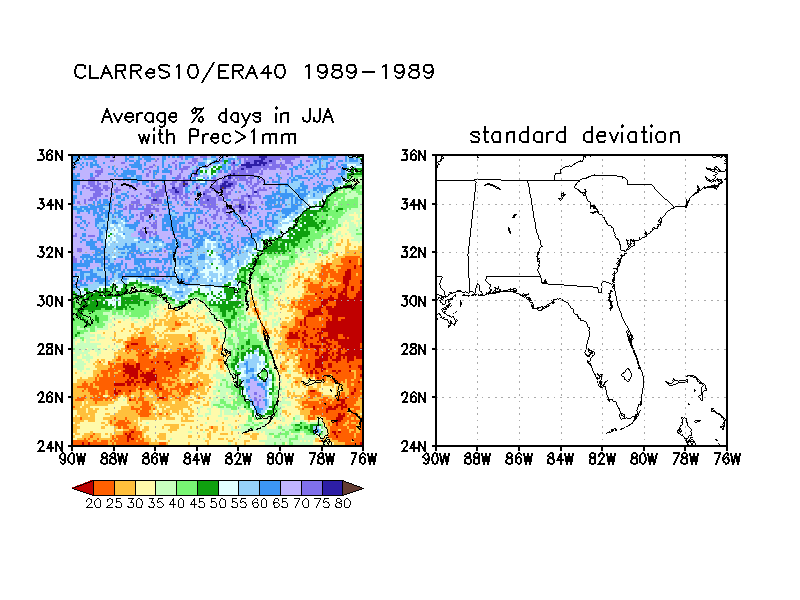 CLARReS10/ERA40 1989-1989
Average % days in JJA
with Prec>1mm
standard deviation
36N
34N
32N
30N
28N
26N
24N
90W 88W 86W 84W 82W 80W 78W 76W
36N
34N
32N
30N
28N
26N
24N
90W 88W 86W 84W 82W 80W 78W 76W
20 25 30 35 40 45 50 55 60 65 70 75 80